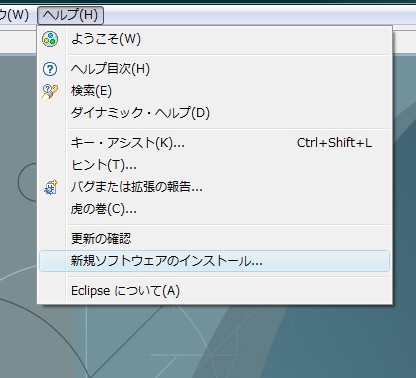 ウ(W) ヘルプ(H)
ようこそ(W)
ヘルプ目次(H)
検索(E)
ダイナミック・ヘルプ(D)
キー・アシスト(K)... Ctrl+Shift+L
ヒント(T)...
バグまたは拡張の報告...
虎の巻(C)...
更新の確認
新規ソフトウェアのインストール...
Eclipse について(A)